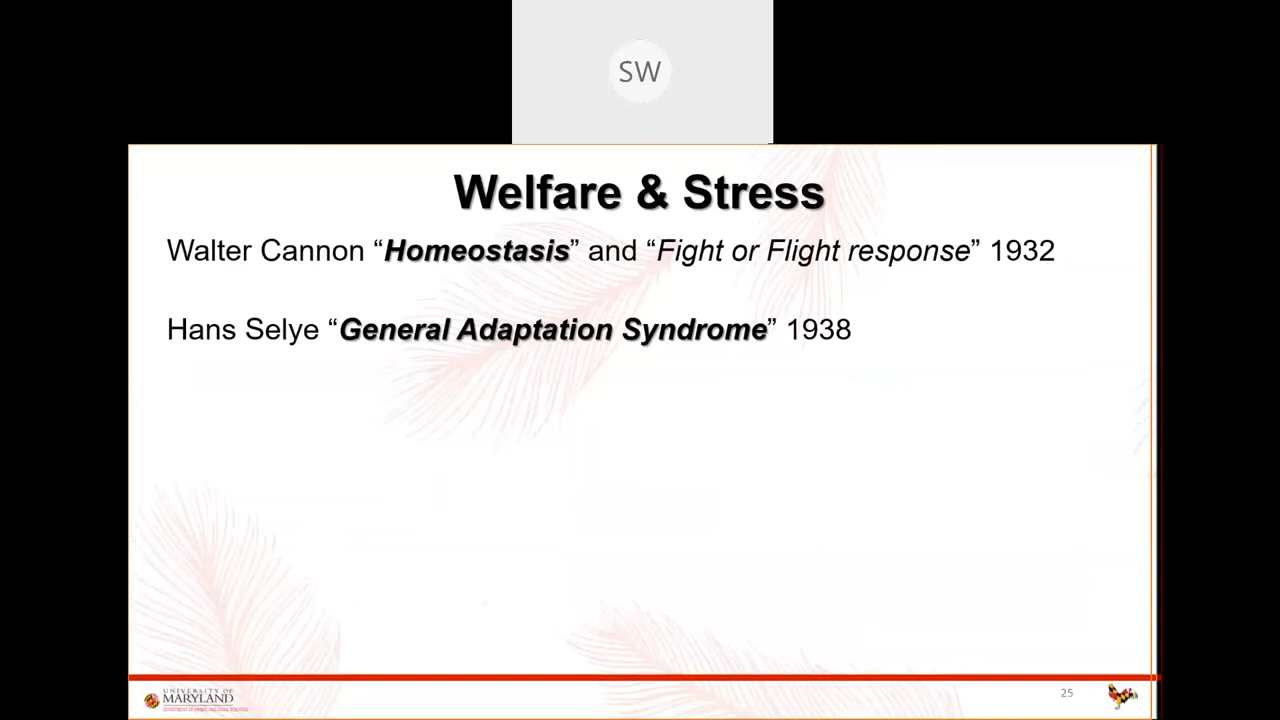 SW
Welfare & Stress
Walter Cannon “Homeostasis” and “Fight or Flight response” 1932
Hans Selye “General Adaptation Syndrome” 1938
UNIVERSITY OF
MARYLAND
25